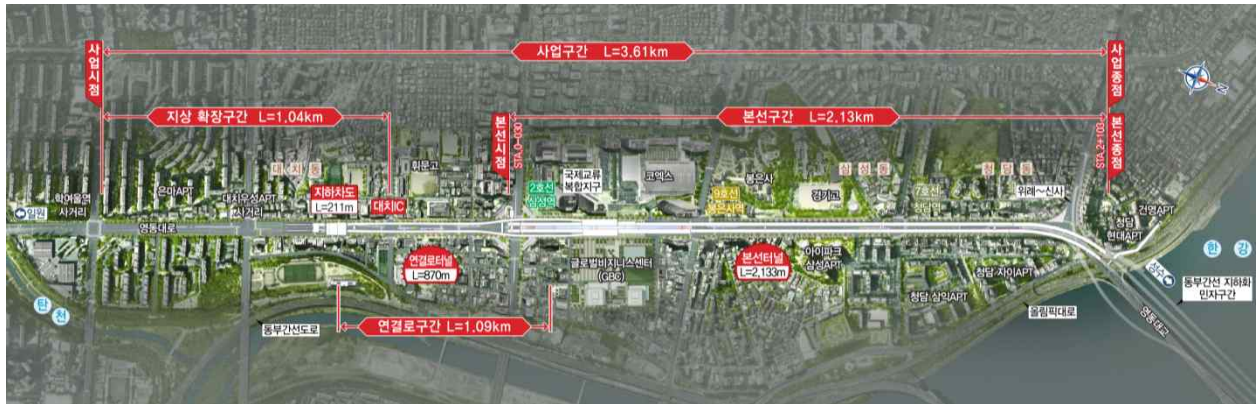 사업구간 L=3.61km
사업시점
사업종점
지상 확장구간 L=1.04km
본선시점
STA.0-030
본선구간 L=2.13km
본선종점
STA.2+103
N
대치동
휘문고
국제교류
복합지구
코엑스
봉은사
삼성동
청담동
은마APT
대치우성APT
사거리
지하차도
L=211m
대치IC
2호선
삼성역
9호선
봉은사역
경기고
7호선
청담역
위례~신사
학여울역
사거리
일원
영동대로
건영APT
청담
현대APT
한강
연결로터널
L=870m
글로벌비지니스센터
(GBC)
본선터널
L=2,133m
아이파크
삼성APT
청담 자이APT
청담 삼익APT
성수
동부간선 지하화
민자구간
탄천
동부간선도로
연결로구간 L=1.09km
올림픽대로
영동대교